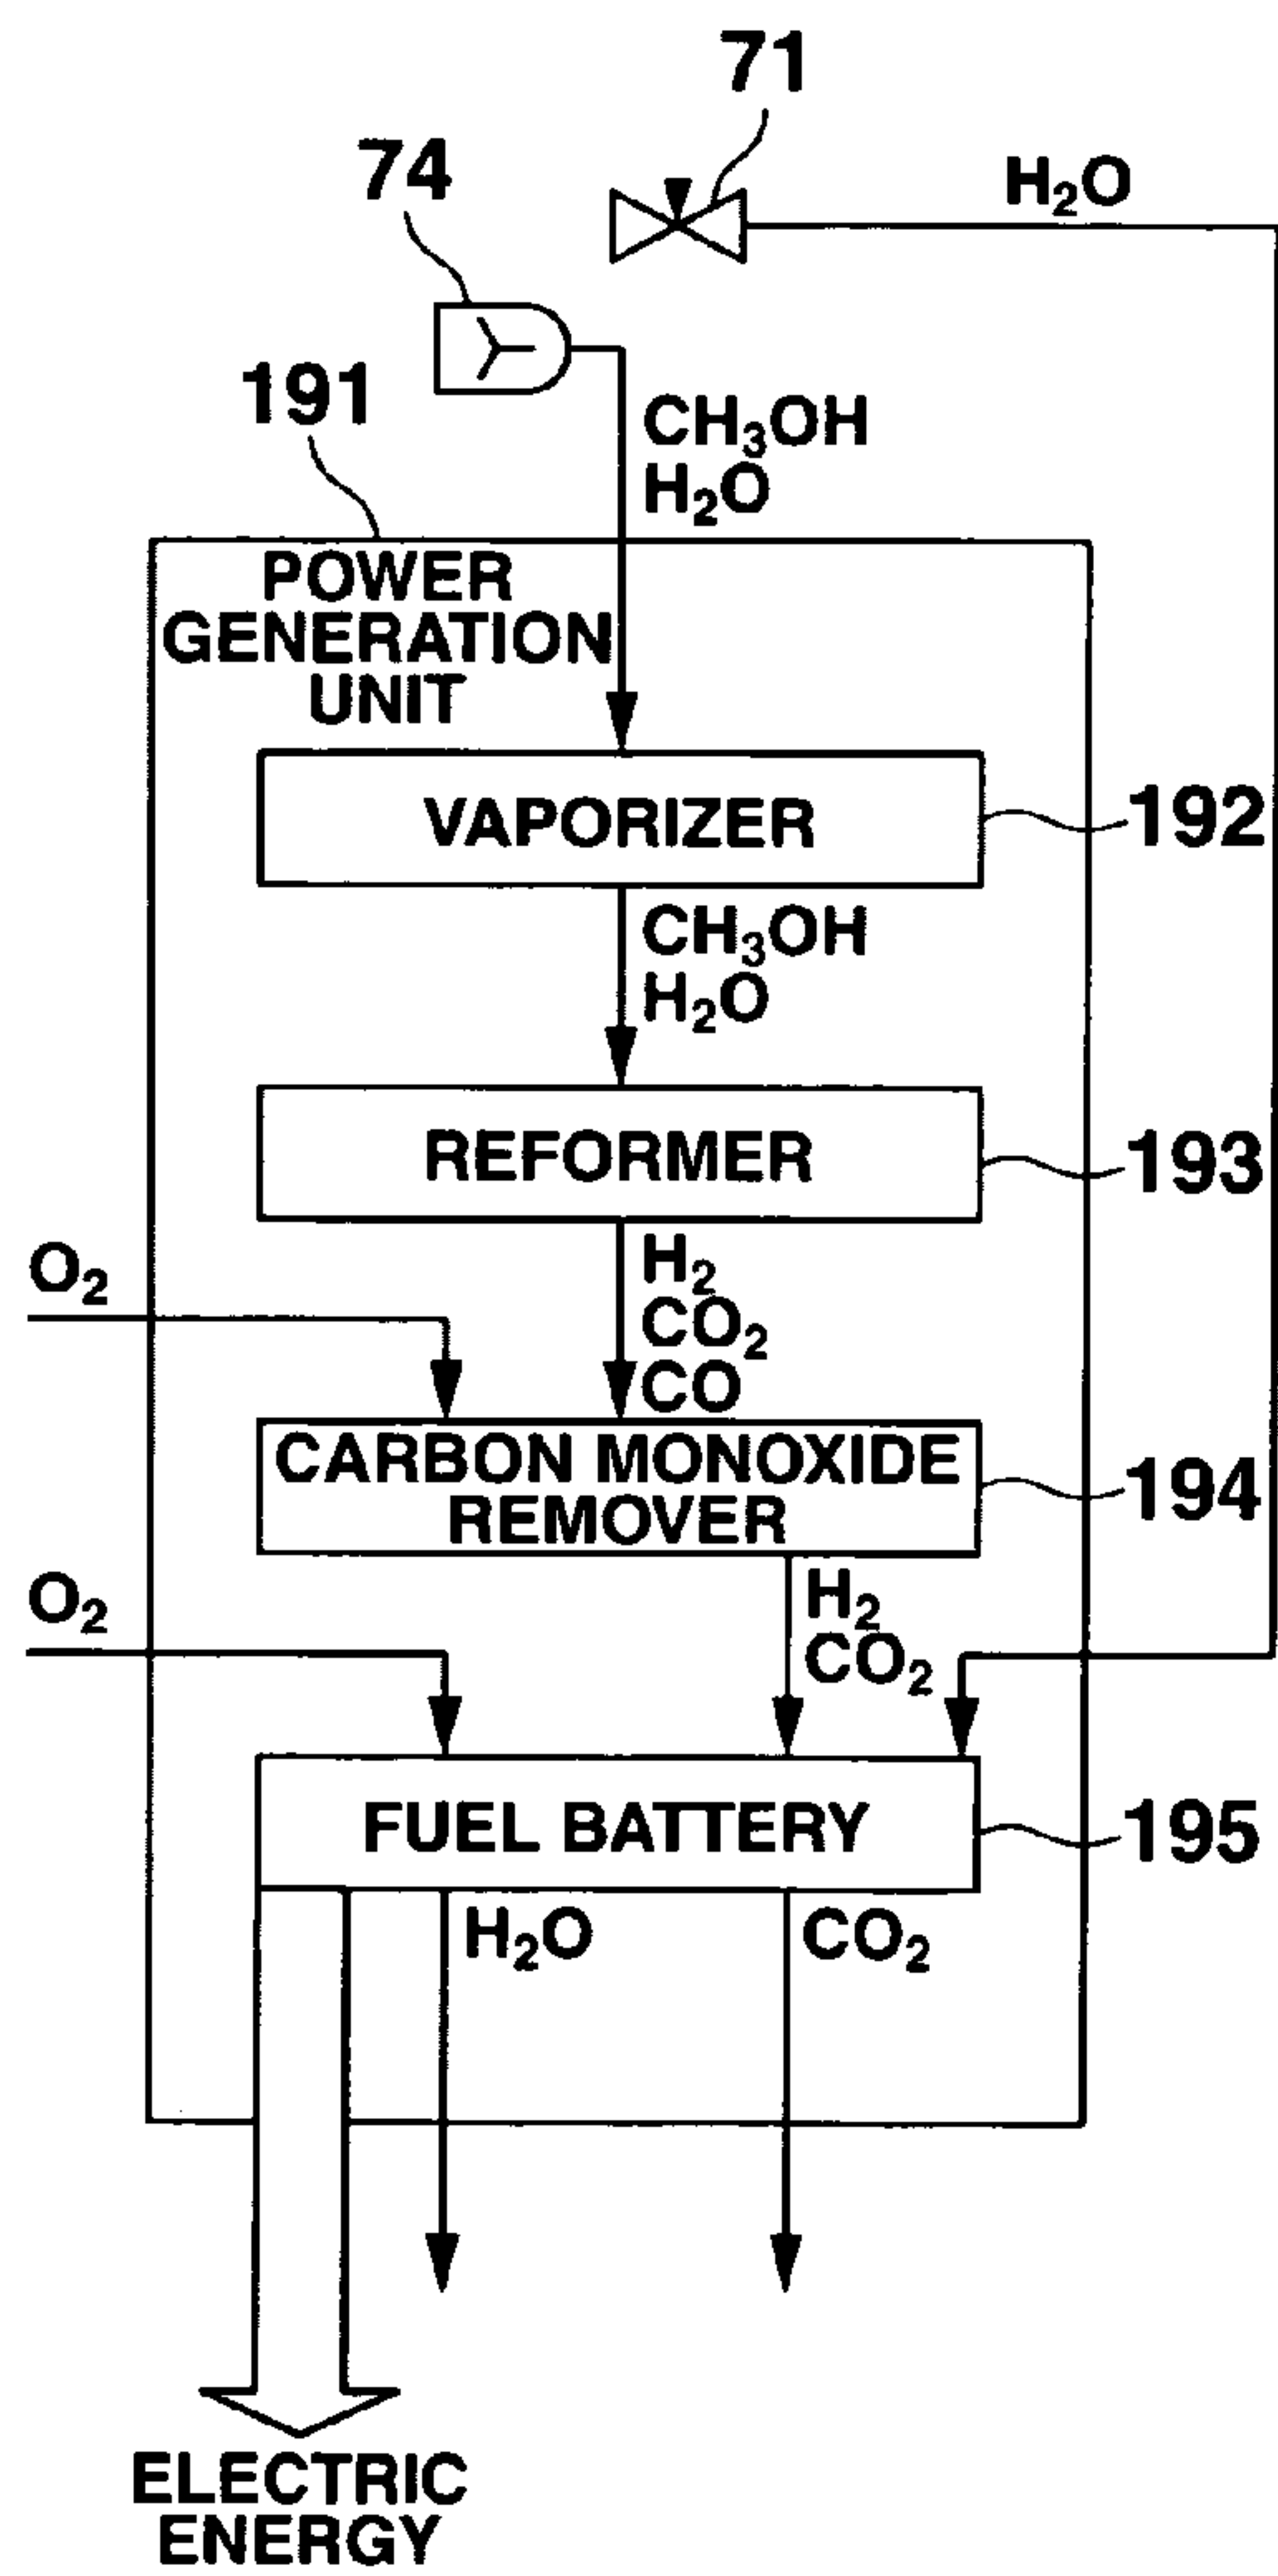 71
74
H₂O
191
CH₃OH
H₂O
POWER
GENERATION
UNIT
VAPORIZER
192
CH₃OH
H₂O
REFORMER
193
O₂
H₂
CO₂
CO
CARBON MONOXIDE
REMOVER
194
O₂
H₂
CO₂
FUEL BATTERY
195
H₂O
CO₂
ELECTRIC
ENERGY